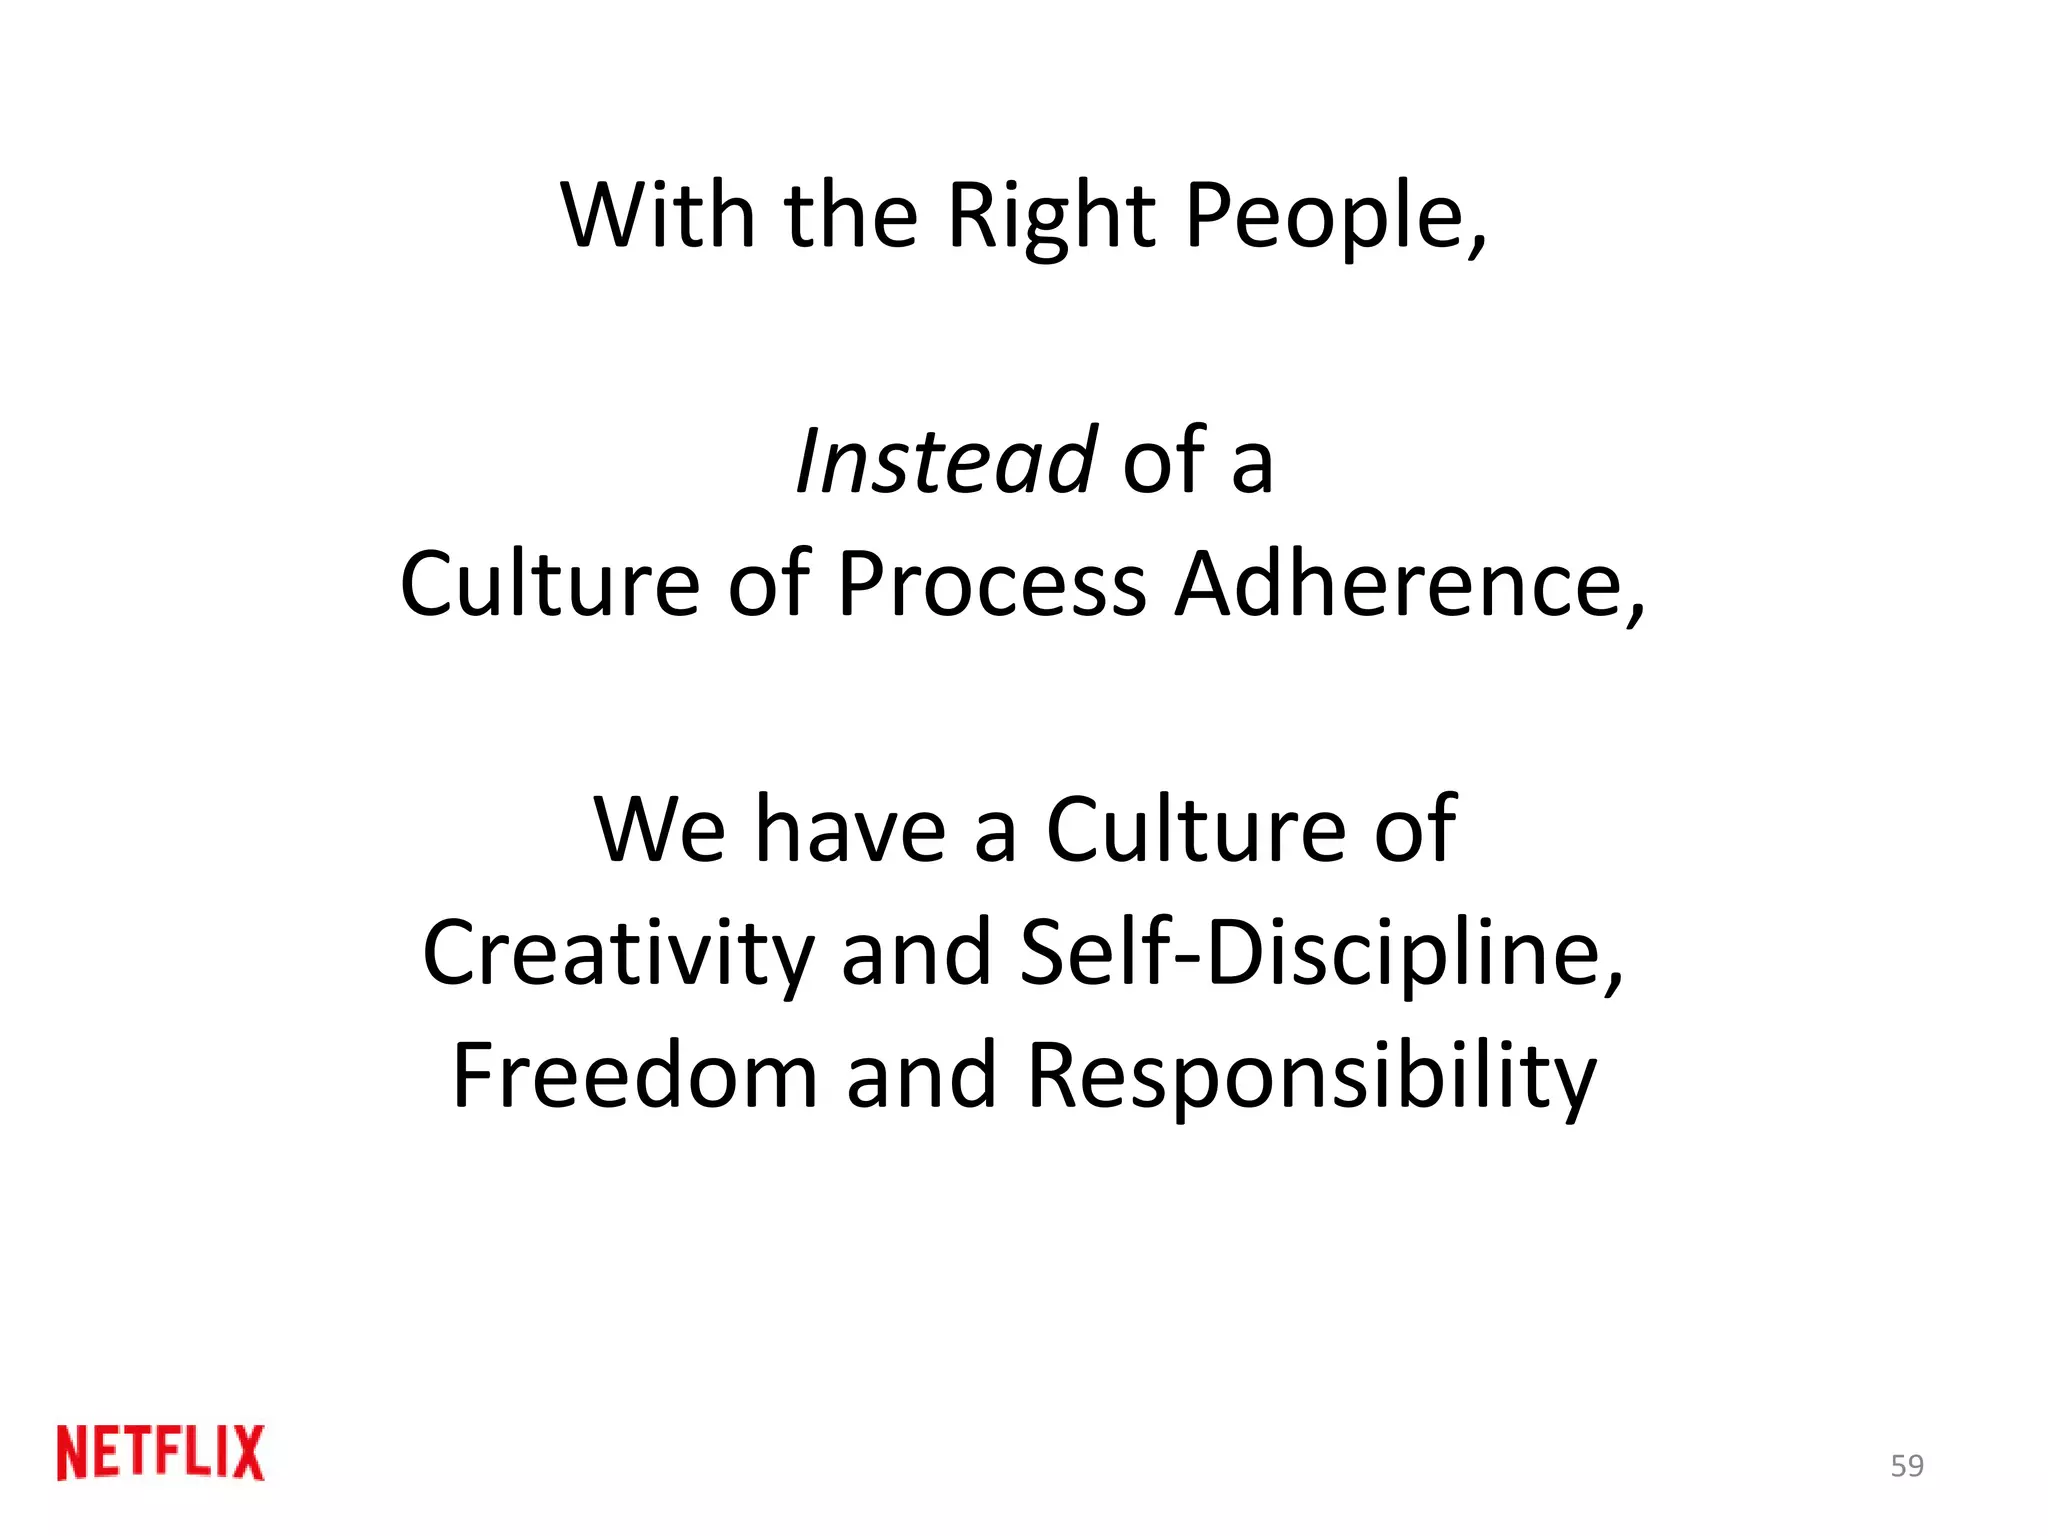 With the Right People,
Instead of a
Culture of Process Adherence,
We have a Culture of
Creativity and Self-Discipline,
Freedom and Responsibility
NETFLIX
59